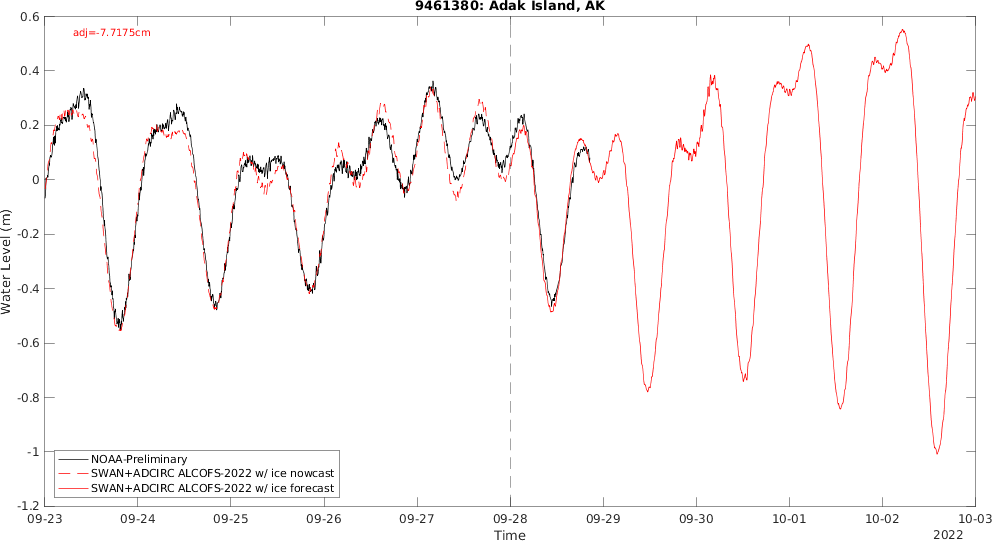 9461380: Adak Island, AK
adj=-7.7175cm
0.6
0.4
0.2
0
-0.2
-0.4
-0.6
-0.8
-1
-1.2
Water Level (m)
NOAA-Preliminary
SWAN+ADCIRC ALCOFS-2022 w/ ice nowcast
SWAN+ADCIRC ALCOFS-2022 w/ ice forecast
09-23 09-24 09-25 09-26 09-27 09-28 09-29 09-30 10-01 10-02 10-03
Time
2022